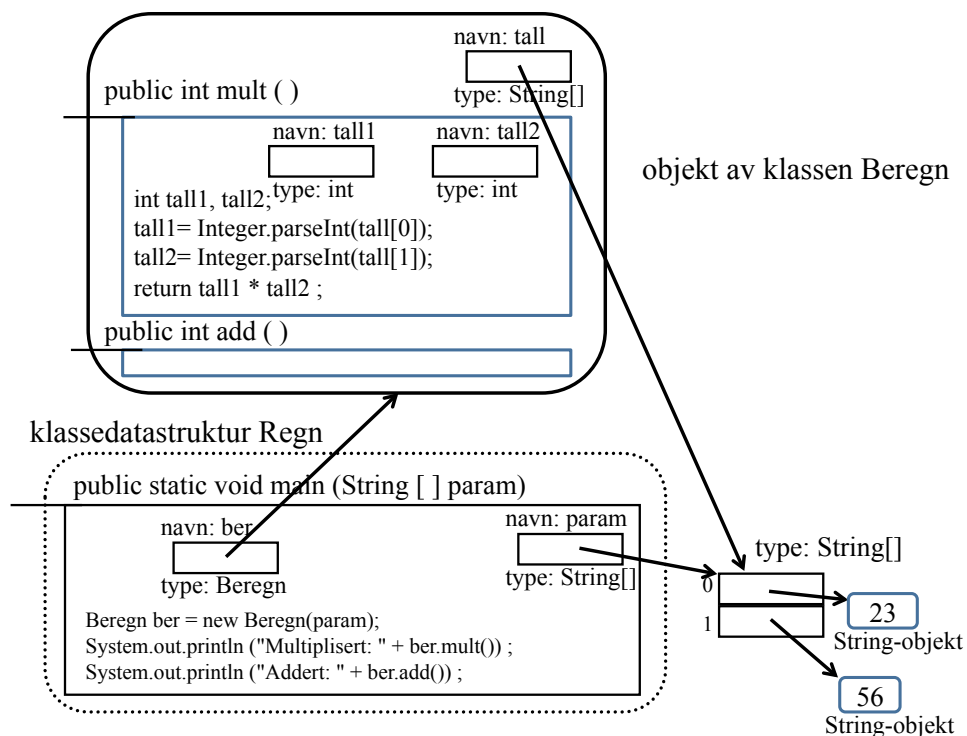 navn: tall
type: String[]
public int mult ( )
navn: tall1
navn: tall2
type: int
type: int
int tall1, tall2;
tall1= Integer.parseInt(tall[0]);
tall2= Integer.parseInt(tall[1]);
return tall1 * tall2 ;
public int add ( )
objekt av klassen Beregn
klassedatastruktur Regn
public static void main (String [ ] param)
navn: ber
type: Beregn
navn: param
type: String[]
Beregn ber = new Beregn(param);
System.out.println ("Multiplisert: " + ber.mult()) ;
System.out.println ("Addert: " + ber.add()) ;
type: String[]
0
1
23
String-objekt
56
String-objekt